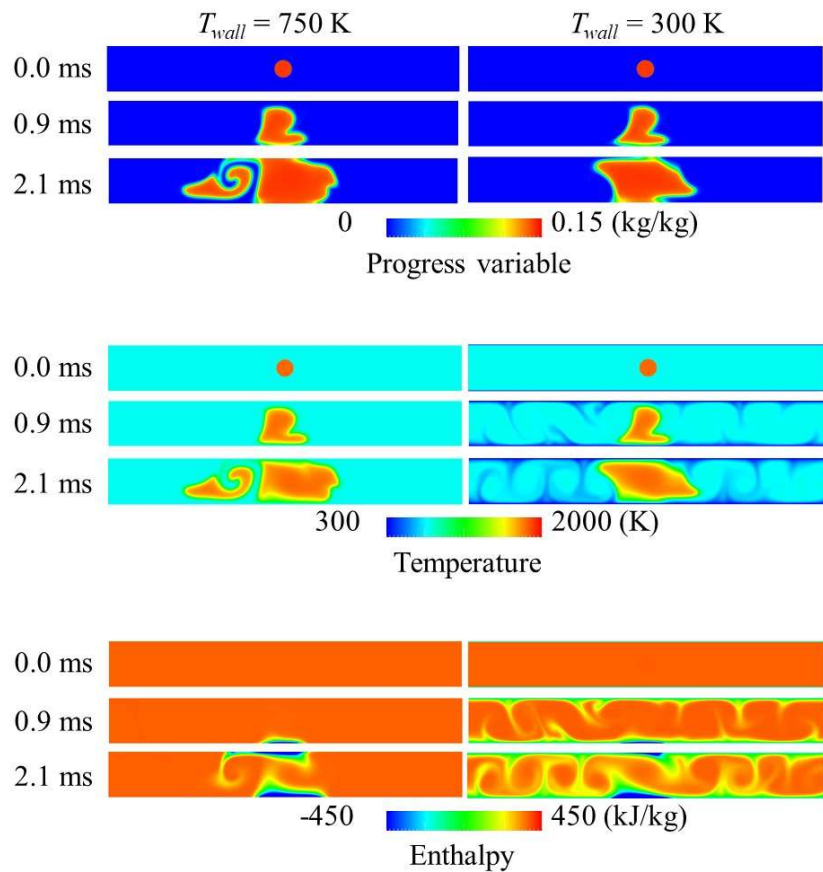 T_wall = 750 K T_wall = 300 K
0.0 ms
0.9 ms
2.1 ms
0 0.15 (kg/kg)
Progress variable
0.0 ms
0.9 ms
2.1 ms
300 2000 (K)
Temperature
0.0 ms
0.9 ms
2.1 ms
-450 450 (kJ/kg)
Enthalpy